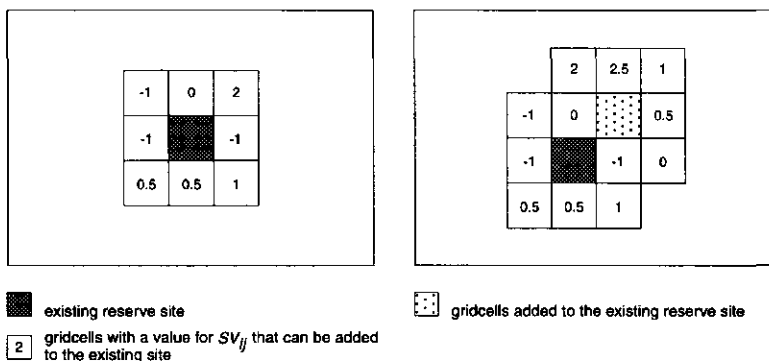 -1 0 2
-1 -1
0.5 0.5 1
2 2.5 1
-1 0 0.5
-1 -1 0
0.5 0.5 1
existing reserve site
2 gridcells with a value for SVij that can be added
to the existing site
gridcells added to the existing reserve site